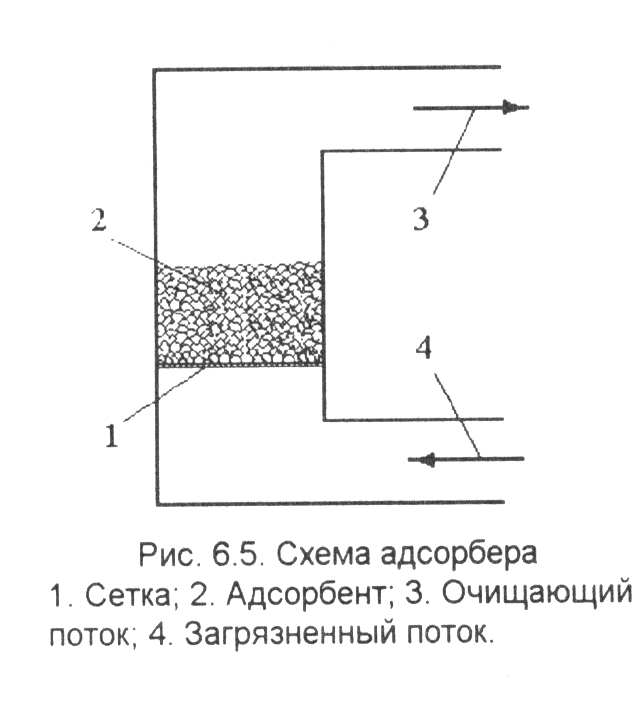 3
2
4
1
Рис. 6.5. Схема адсорбера
1. Сетка; 2. Адсорбент; 3. Очищающий
поток; 4. Загрязненный поток.